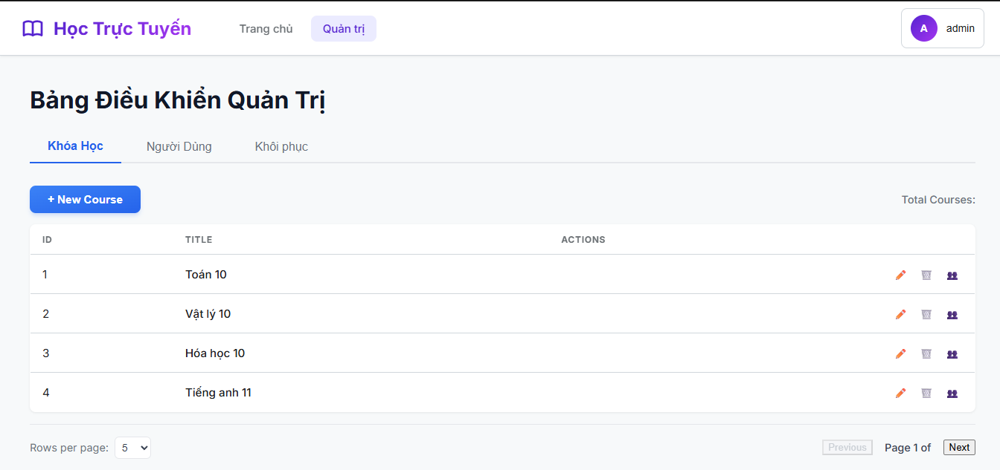 Học Trực Tuyến Trang chủ Quản trị A admin
Bảng Điều Khiển Quản Trị
Khóa Học Người Dùng Khôi phục
+ New Course Total Courses:
ID TITLE ACTIONS
1 Toán 10
2 Vật lý 10
3 Hóa học 10
4 Tiếng anh 11
Rows per page: 5 Previous Page 1 of Next